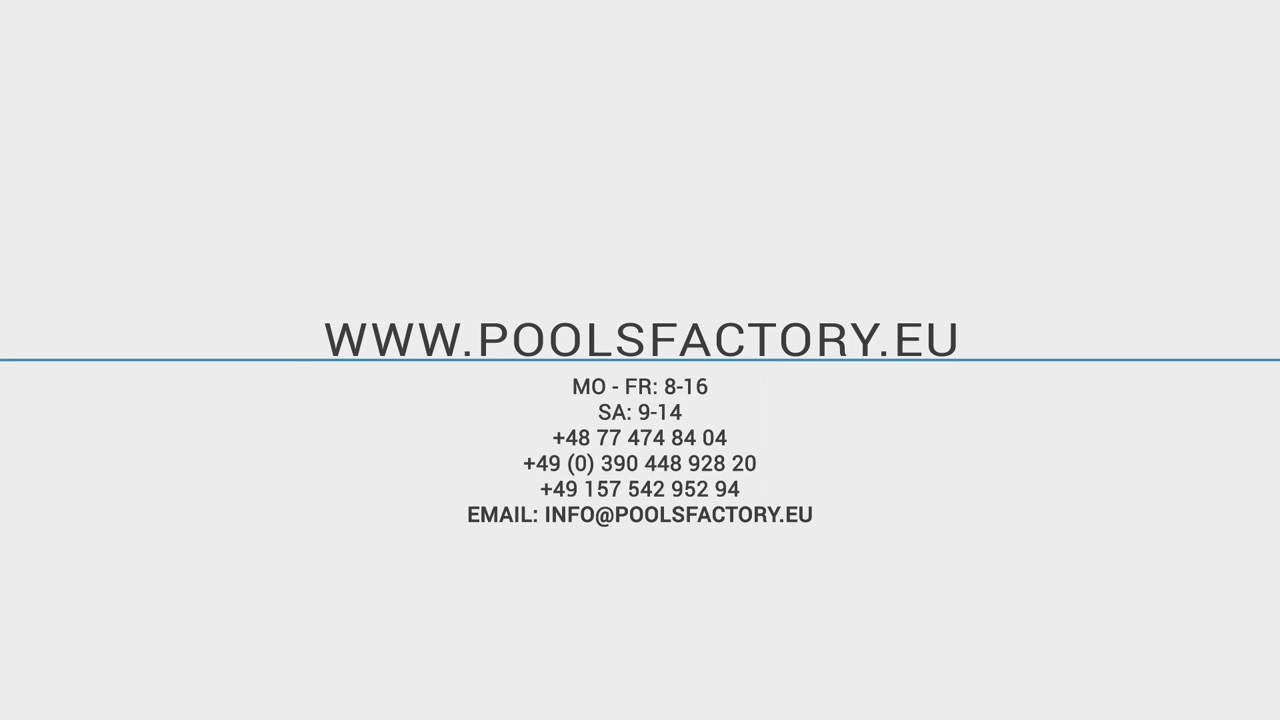 WWW.POOLSFACTORY.EU
MO - FR: 8-16
SA: 9-14
+48 77 474 84 04
+49 (0) 390 448 928 20
+49 157 542 952 94
EMAIL: INFO@POOLSFACTORY.EU